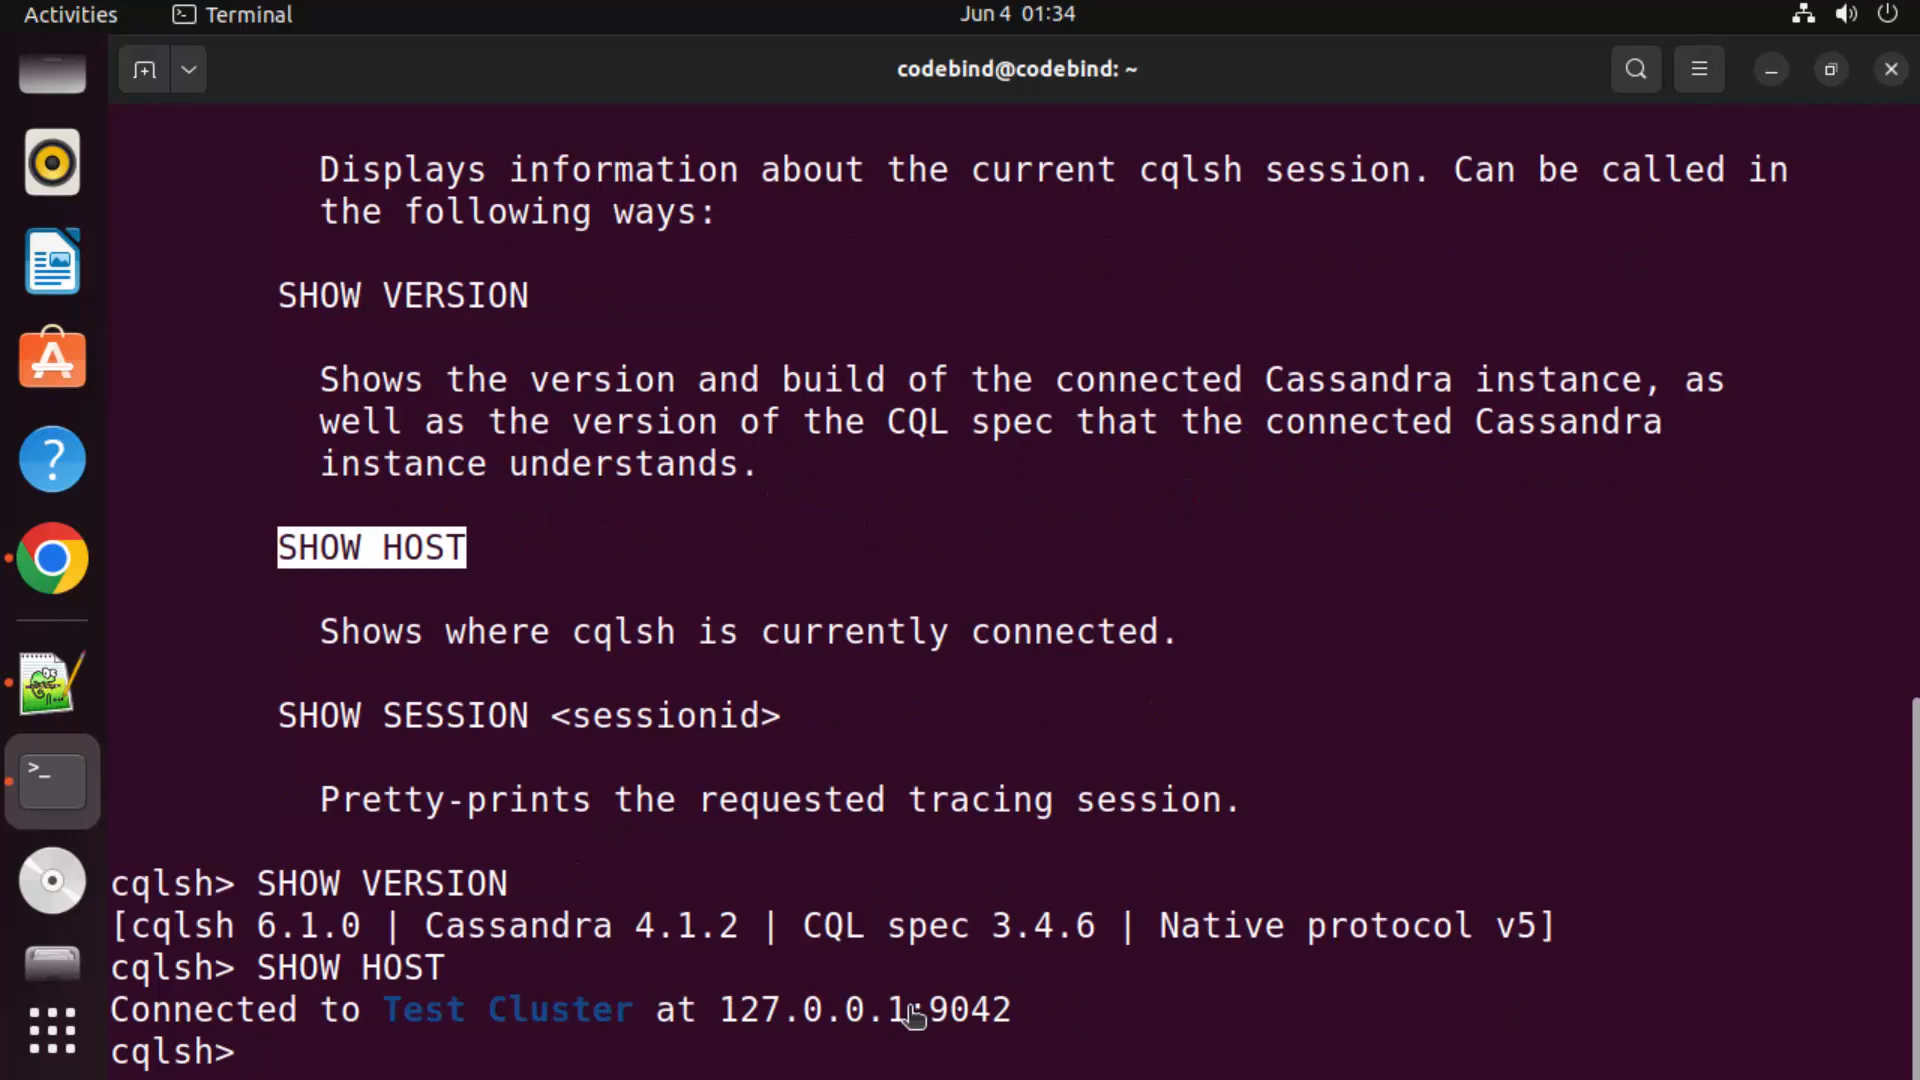 Activities
Terminal
Jun 4 01:34
codebind@codebind: ~
Displays information about the current cqlsh session. Can be called in
the following ways:
SHOW VERSION
Shows the version and build of the connected Cassandra instance, as
well as the version of the CQL spec that the connected Cassandra
instance understands.
SHOW HOST
Shows where cqlsh is currently connected.
SHOW SESSION <sessionid>
Pretty-prints the requested tracing session.
cqlsh> SHOW VERSION
[cqlsh 6.1.0 | Cassandra 4.1.2 | CQL spec 3.4.6 | Native protocol v5]
cqlsh> SHOW HOST
Connected to Test Cluster at 127.0.0.1:9042
cqlsh>